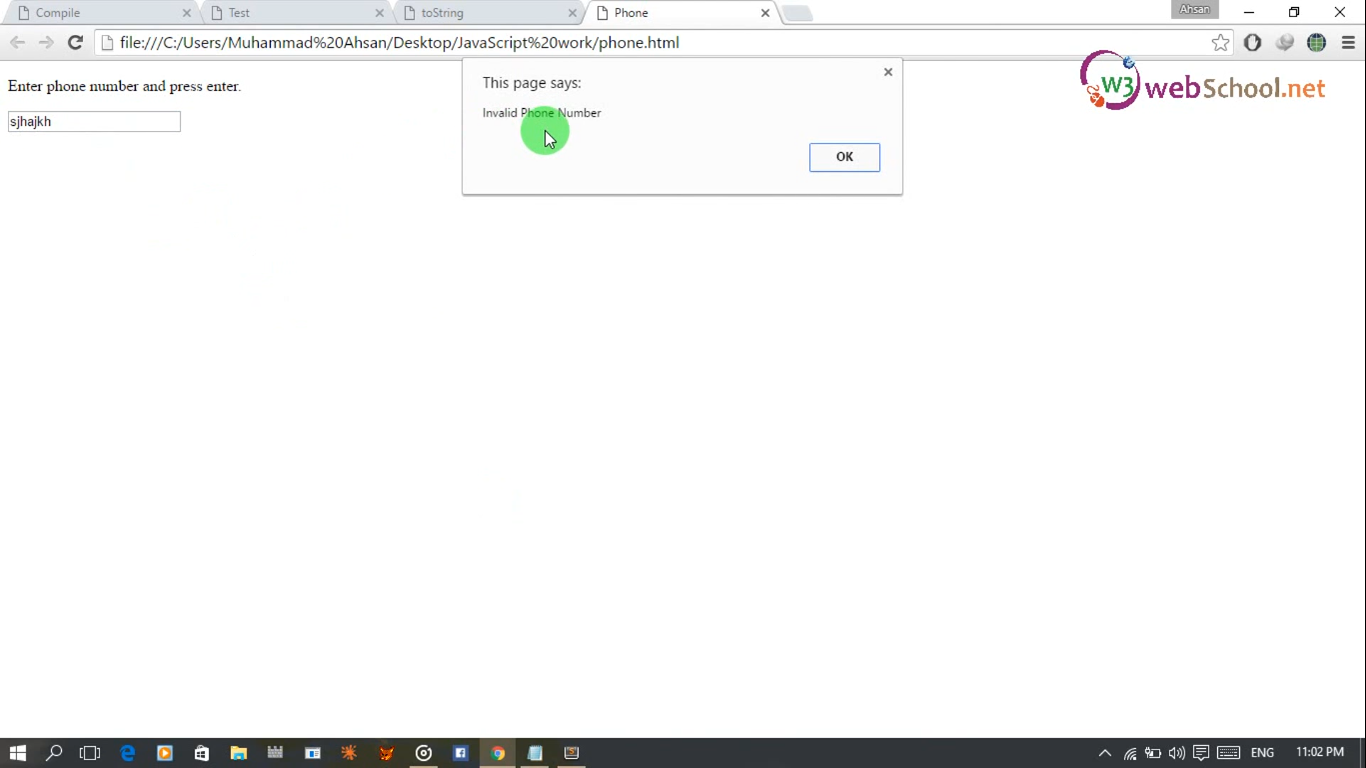 Compile
Test
toString
Phone
Ahsan
file:///C:/Users/Muhammad%20Ahsan/Desktop/JavaScript%20work/phone.html
Enter phone number and press enter.
sjhajkh
This page says:
Invalid Phone Number
OK
W3 webSchool.net
ENG
11:02 PM